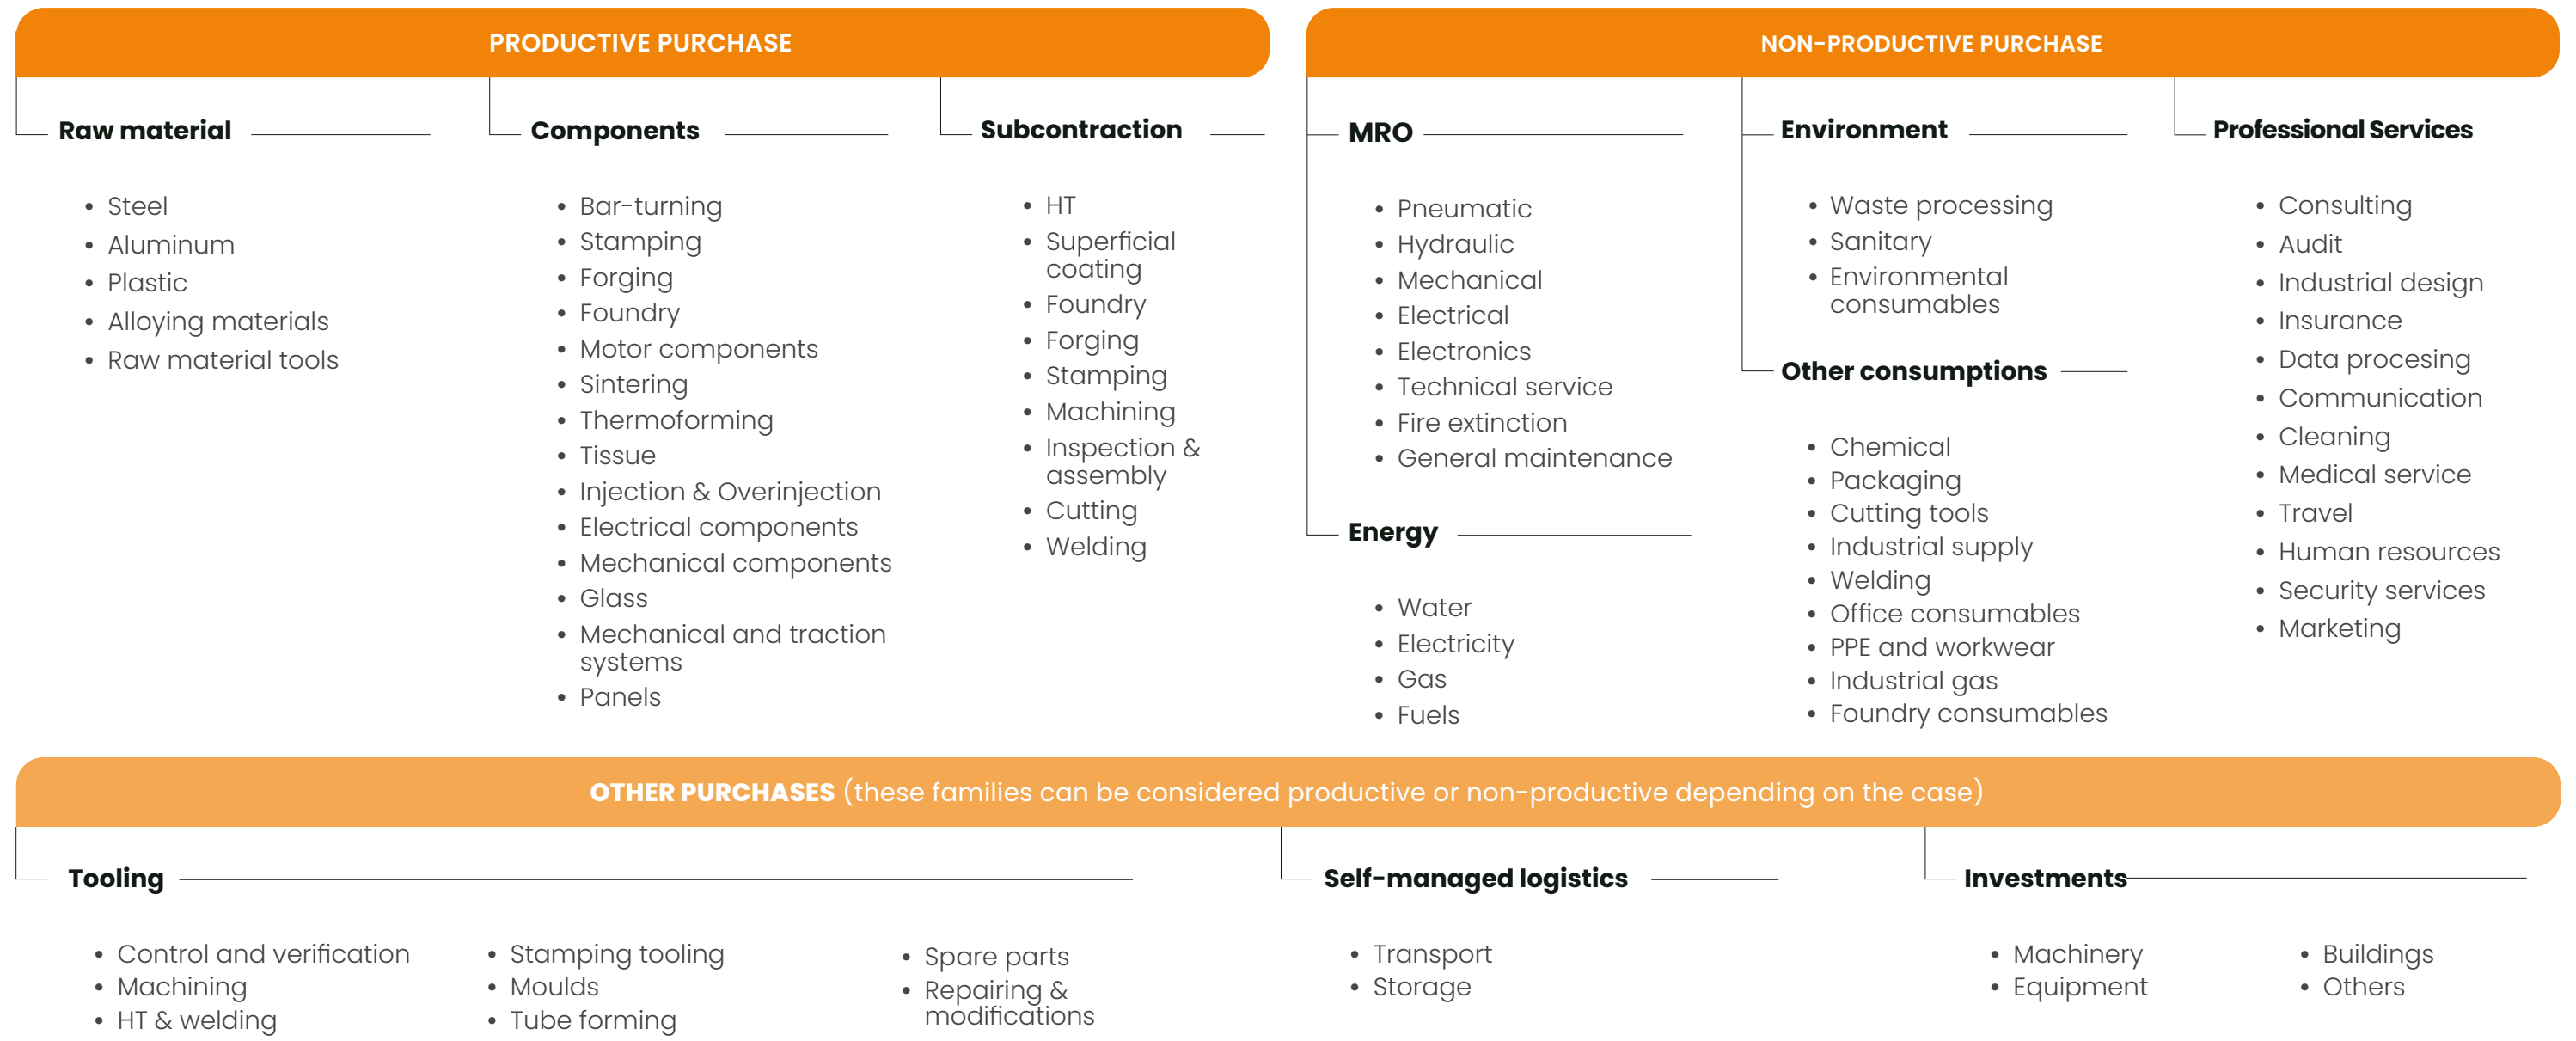 PRODUCTIVE PURCHASE
Raw material
Steel
Aluminum
Plastic
Alloying materials
Raw material tools
Components
Bar-turning
Stamping
Forging
Foundry
Motor components
Sintering
Thermoforming
Tissue
Injection & Overinjection
Electrical components
Mechanical components
Glass
Mechanical and traction
systems
Panels
Subcontraction
HT
Superficial
coating
Foundry
Forging
Stamping
Machining
Inspection &
assembly
Cutting
Welding
NON-PRODUCTIVE PURCHASE
MRO
Pneumatic
Hydraulic
Mechanical
Electrical
Electronics
Technical service
Fire extinction
General maintenance
Energy
Water
Electricity
Gas
Fuels
Environment
Waste processing
Sanitary
Environmental
consumables
Other consumptions
Chemical
Packaging
Cutting tools
Industrial supply
Welding
Office consumables
PPE and workwear
Industrial gas
Foundry consumables
Professional Services
Consulting
Audit
Industrial design
Insurance
Data procesing
Communication
Cleaning
Medical service
Travel
Human resources
Security services
Marketing
OTHER PURCHASES (these families can be considered productive or non-productive depending on the case)
Tooling
Control and verification
Machining
HT & welding
Stamping tooling
Moulds
Tube forming
Spare parts
Repairing &
modifications
Self-managed logistics
Transport
Storage
Investments
Machinery
Equipment
Buildings
Others